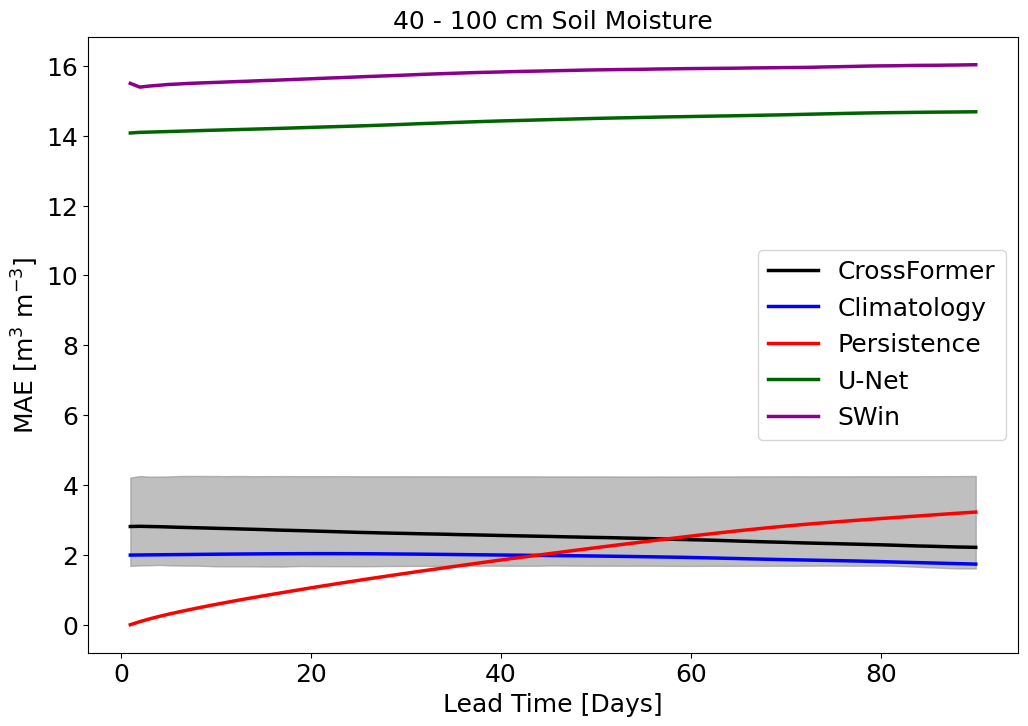 40 - 100 cm Soil Moisture
MAE [m³ m⁻³]
16
14
12
10
8
6
4
2
0
CrossFormer
Climatology
Persistence
U-Net
SWin
0 20 40 60 80
Lead Time [Days]